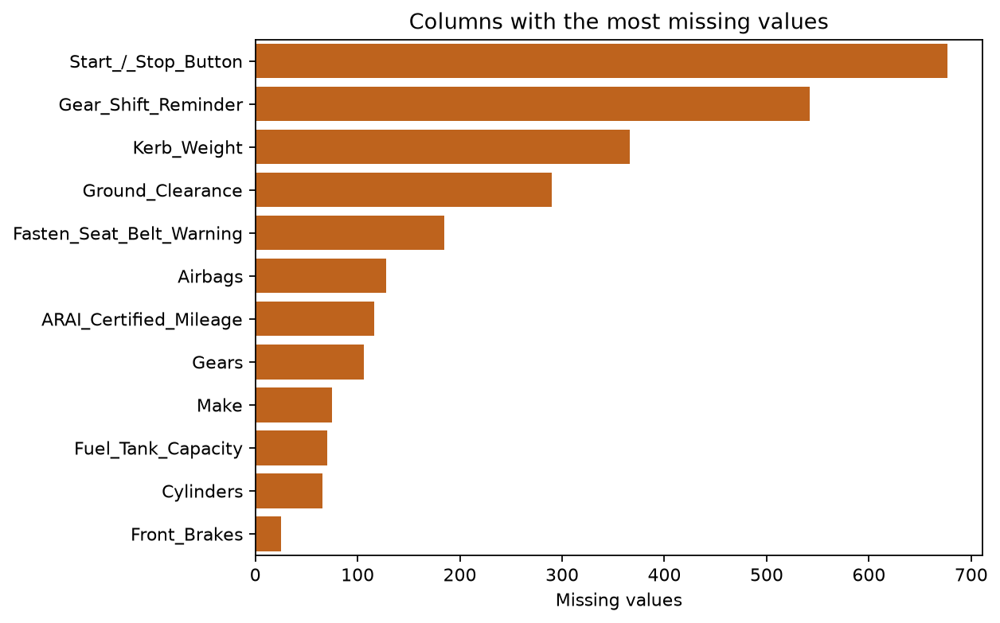 Columns with the most missing values
Start_/_Stop_Button
Gear_Shift_Reminder
Kerb_Weight
Ground_Clearance
Fasten_Seat_Belt_Warning
Airbags
ARAI_Certified_Mileage
Gears
Make
Fuel_Tank_Capacity
Cylinders
Front_Brakes
0 100 200 300 400 500 600 700
Missing values